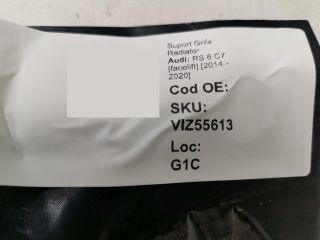 Suport Grila
Radiator
Audi: RS 6 C7
[facelift] [2014 -
2020]
Cod OE:
SKU:
VIZ55613
Loc:
G1C